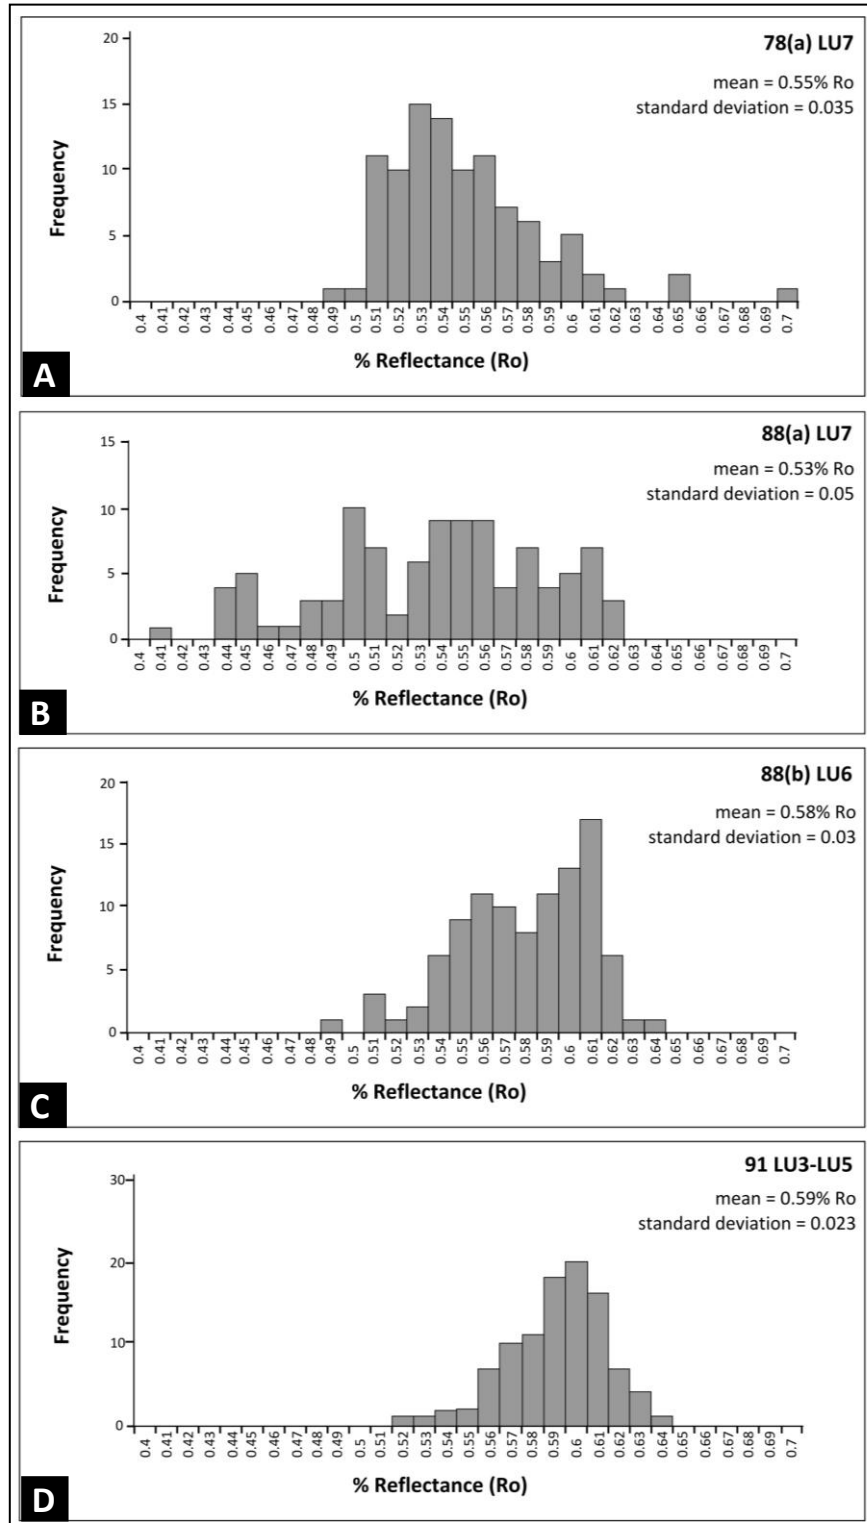 78(a) LU7
mean = 0.55% Ro
standard deviation = 0.035
20
15
10
5
0
Frequency
0.4 0.41 0.42 0.43 0.44 0.45 0.46 0.47 0.48 0.49 0.5 0.51 0.52 0.53 0.54 0.55 0.56 0.57 0.58 0.59 0.6 0.61 0.62 0.63 0.64 0.65 0.66 0.67 0.68 0.69 0.7
% Reflectance (Ro)
A
88(a) LU7
mean = 0.53% Ro
standard deviation = 0.05
15
10
5
0
Frequency
0.4 0.41 0.42 0.43 0.44 0.45 0.46 0.47 0.48 0.49 0.5 0.51 0.52 0.53 0.54 0.55 0.56 0.57 0.58 0.59 0.6 0.61 0.62 0.63 0.64 0.65 0.66 0.67 0.68 0.69 0.7
% Reflectance (Ro)
B
88(b) LU6
mean = 0.58% Ro
standard deviation = 0.03
20
15
10
5
0
Frequency
0.4 0.41 0.42 0.43 0.44 0.45 0.46 0.47 0.48 0.49 0.5 0.51 0.52 0.53 0.54 0.55 0.56 0.57 0.58 0.59 0.6 0.61 0.62 0.63 0.64 0.65 0.66 0.67 0.68 0.69 0.7
% Reflectance (Ro)
C
91 LU3-LU5
mean = 0.59% Ro
standard deviation = 0.023
30
20
10
0
Frequency
0.4 0.41 0.42 0.43 0.44 0.45 0.46 0.47 0.48 0.49 0.5 0.51 0.52 0.53 0.54 0.55 0.56 0.57 0.58 0.59 0.6 0.61 0.62 0.63 0.64 0.65 0.66 0.67 0.68 0.69 0.7
% Reflectance (Ro)
D